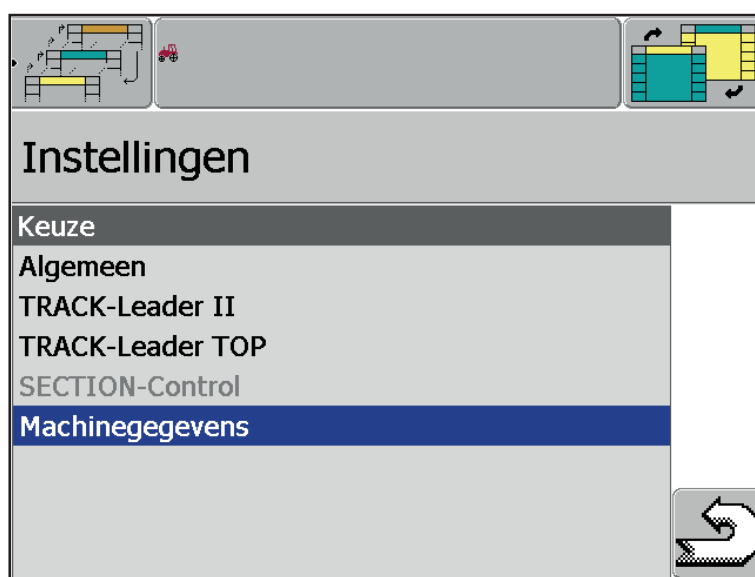 Instellingen
Keuze
Algemeen
TRACK-Leader II
TRACK-Leader TOP
SECTION-Control
Machinegegevens